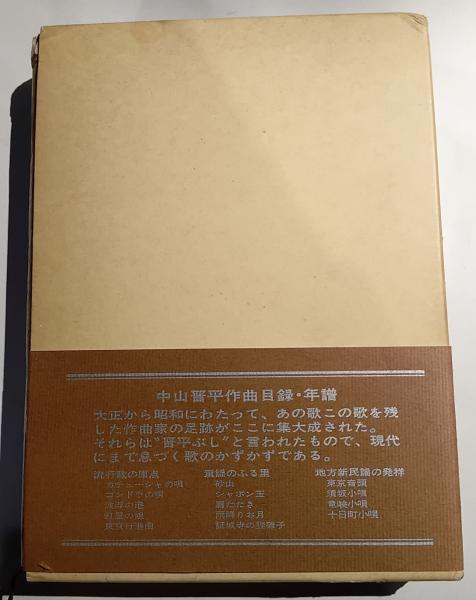 中山晋平作曲目録・年譜
大正から昭和にわたって、あの歌この歌を残
した作曲家の足跡がここに集大成された。
それらは"晋平ぶし"と言われたもので、現代
にまで息づく歌のかずかずである。
流行歌の原点
カチューシャの唄
ゴンドラの唄
波浮の港
紅屋の娘
東京行進曲
童謡のふる里
砂山
シャボン玉
肩たたき
雨降りお月
証城寺の狸囃子
地方新民謡の発祥
東京音頭
須坂小唄
竜峡小唄
十日町小唄